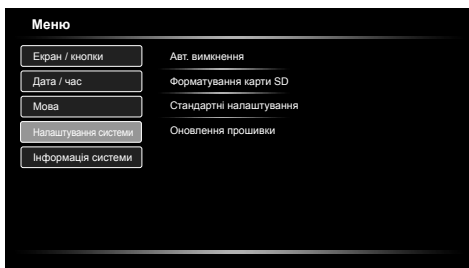 Меню
Екран / кнопки
Дата / час
Мова
Налаштування системи
Інформація системи
Авт. вимкнення
Форматування карти SD
Стандартні налаштування
Оновлення прошивки